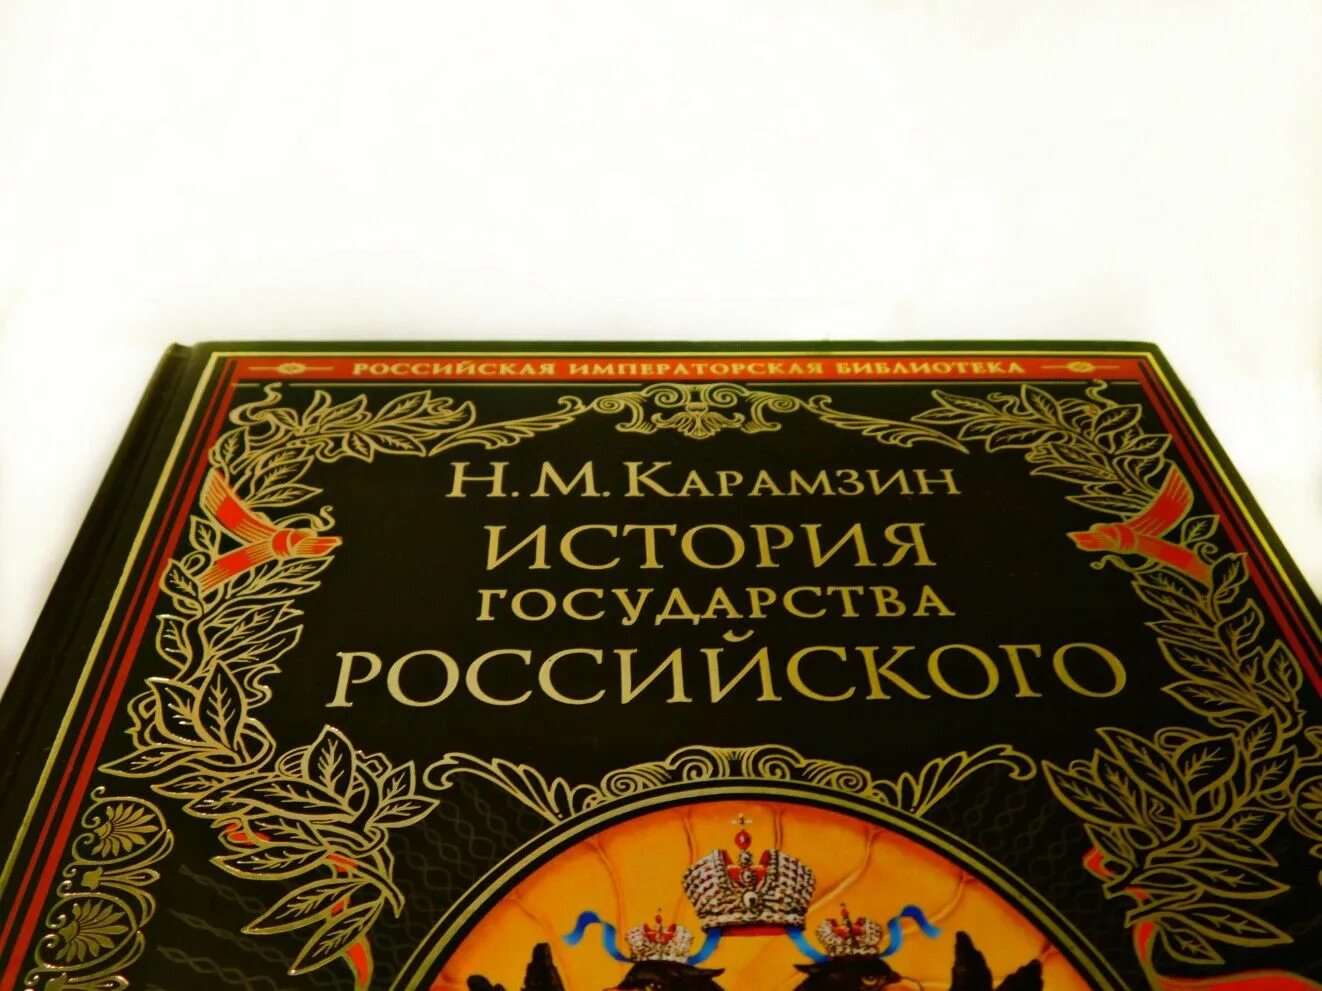 РОССИЙСКАЯ ИМПЕРАТОРСКАЯ БИБЛИОТЕКА
Н. М. КАРАМЗИН
ИСТОРИЯ
ГОСУДАРСТВА
РОССИЙСКОГО